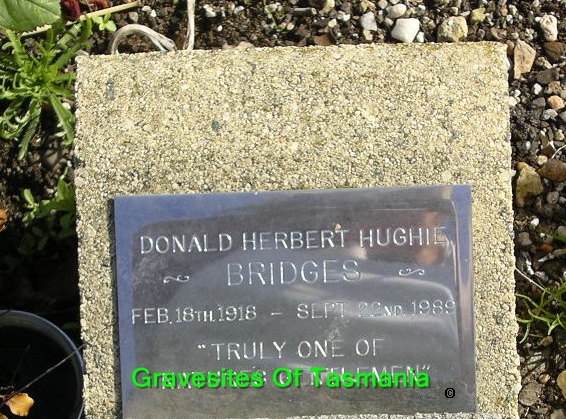 DONALD HERBERT HUGHIE
~ BRIDGES ~
FEB. 18TH. 1918 – SEPT 22ND. 1989
"TRULY ONE OF
Gravesites Of Tasmania
©